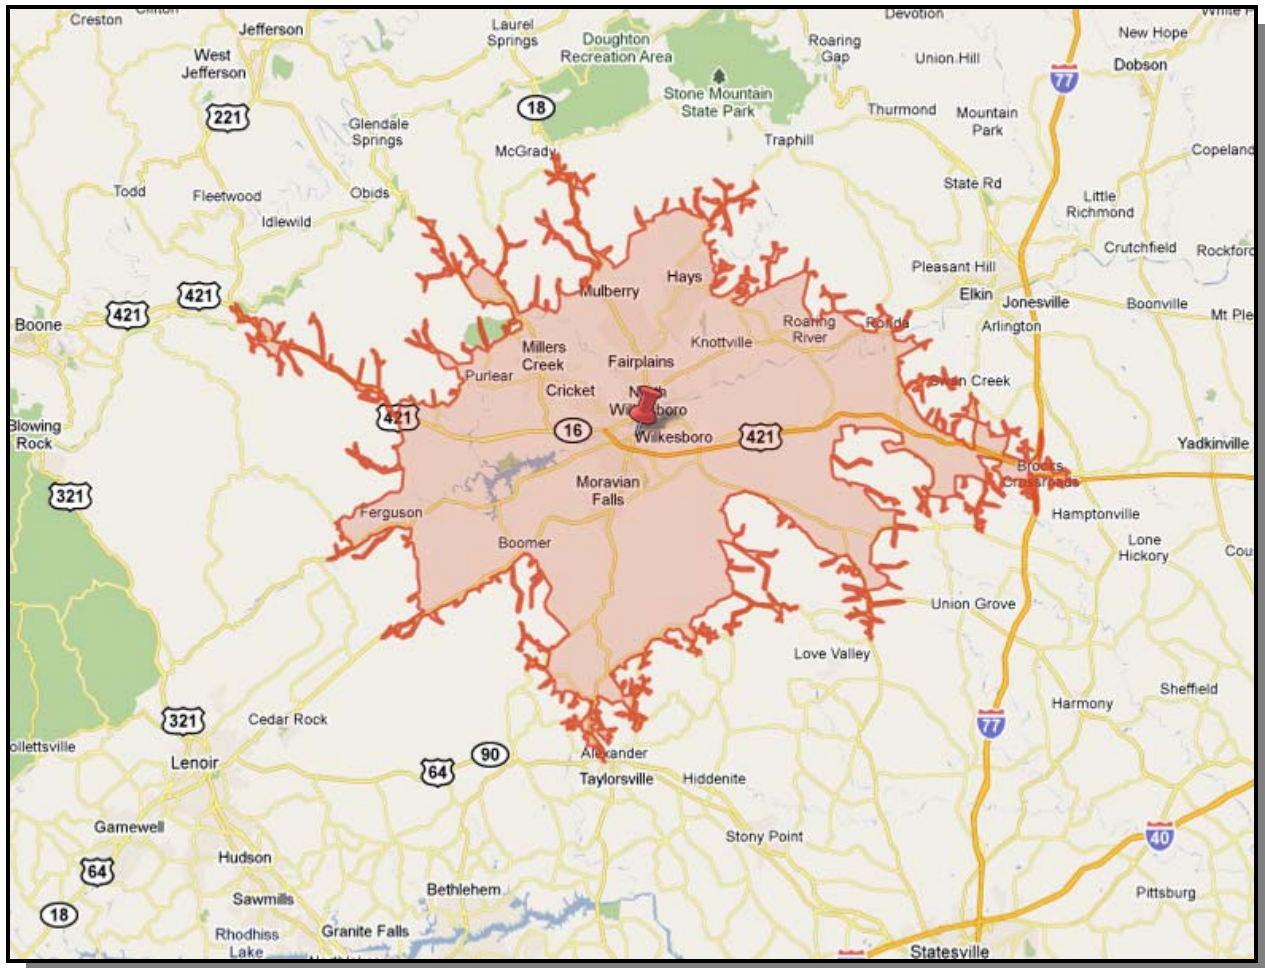 Creston
Clifton
Jefferson
West
Jefferson
221
Laurel
Springs
Doughton
Recreation Area
18
Stone Mountain
State Park
Devotion
Roaring
Gap
Union Hill
77
New Hope
Dobson
Thurmond
Mountain
Park
Glendale
Springs
McGrady
Traphill
Copeland
Todd
Fleetwood
Obids
Idlewild
State Rd
Little
Richmond
Crutchfield
Rockford
Pleasant Hill
Hays
Mulberry
421
421
Boone
Elkin
Jonesville
Boonville
Mt Ple
Arlington
Roaring
River
Ronda
Knottville
Millers
Creek
Fairplains
Purlear
Cricket
Swan Creek
North
Wilkesboro
421
16
Wilkesboro
421
Blowing
Rock
Yadkinville
321
Brooks
Crossroads
Moravian
Falls
Ferguson
Hamptonville
Boomer
Lone
Hickory
Cou
Union Grove
Love Valley
Sheffield
Harmony
321
Cedar Rock
77
ollettsville
Lenoir
90
64
Alexander
Taylorsville
Hiddenite
Gamewell
Stony Point
40
Hudson
64
Sawmills
Bethlehem
Pittsburg
18
Rhodhiss
Lake
Granite Falls
Statesville